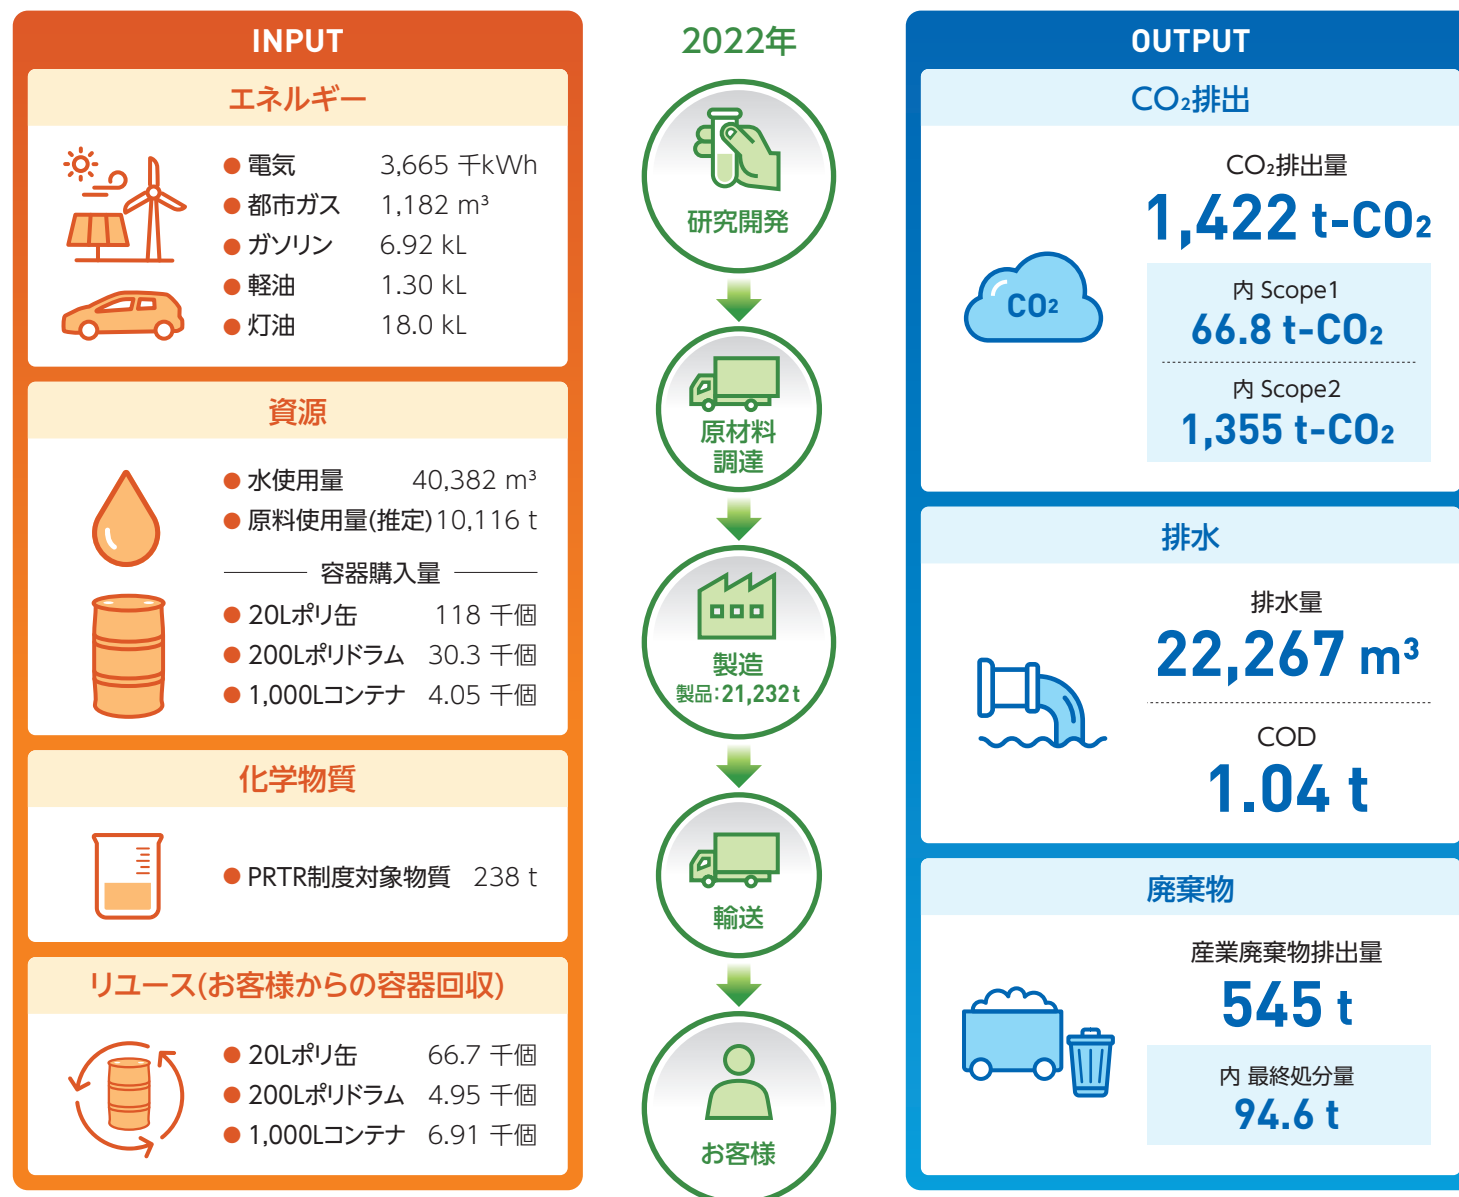 INPUT
エネルギー
● 電気 3,665 千kWh
● 都市ガス 1,182 m³
● ガソリン 6.92 kL
● 軽油 1.30 kL
● 灯油 18.0 kL
資源
● 水使用量 40,382 m³
● 原料使用量(推定) 10,116 t
容器購入量
● 20Lポリ缶 118 千個
● 200Lポリドラム 30.3 千個
● 1,000Lコンテナ 4.05 千個
化学物質
● PRTR制度対象物質 238 t
リユース(お客様からの容器回収)
● 20Lポリ缶 66.7 千個
● 200Lポリドラム 4.95 千個
● 1,000Lコンテナ 6.91 千個
2022年
研究開発
原材料
調達
製造
製品:21,232t
輸送
お客様
OUTPUT
CO₂排出
CO₂
CO₂排出量
1,422 t-CO₂
内 Scope1
66.8 t-CO₂
内 Scope2
1,355 t-CO₂
排水
排水量
22,267 m³
COD
1.04 t
廃棄物
産業廃棄物排出量
545 t
内 最終処分量
94.6 t